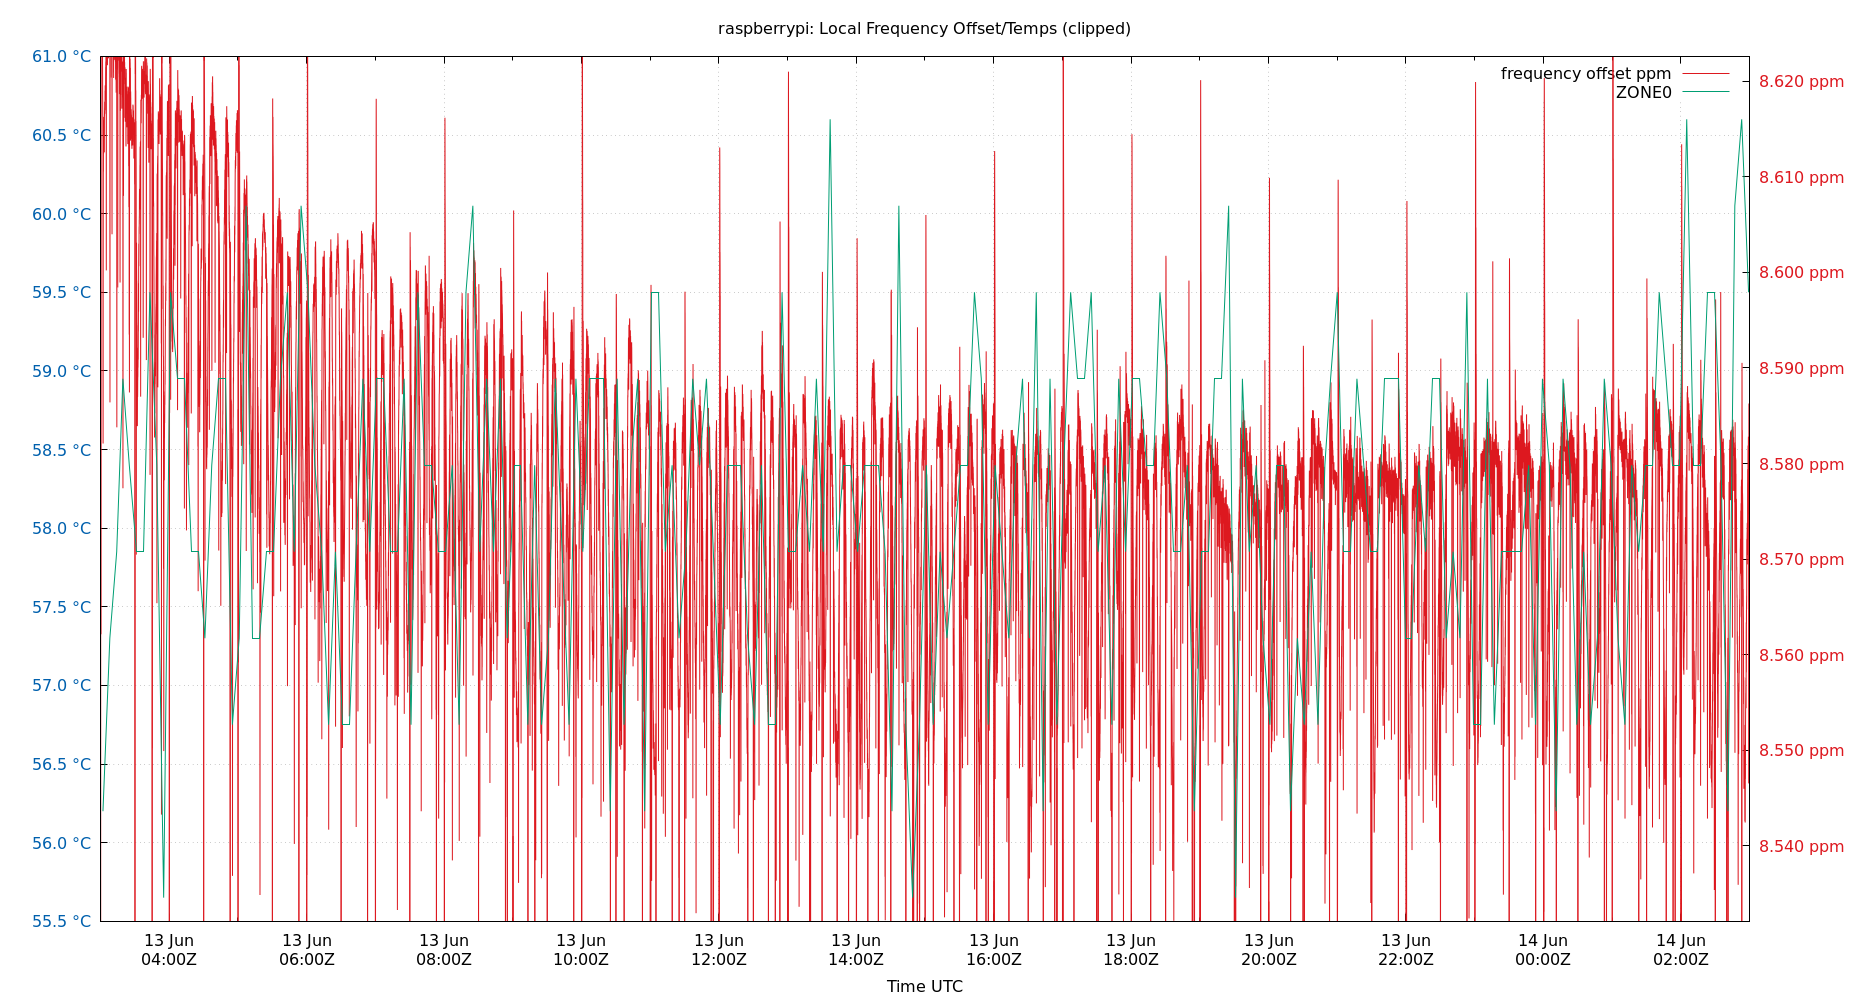 raspberrypi: Local Frequency Offset/Temps (clipped)
frequency offset ppm
ZONE0
61.0 °C
60.5 °C
60.0 °C
59.5 °C
59.0 °C
58.5 °C
58.0 °C
57.5 °C
57.0 °C
56.5 °C
56.0 °C
55.5 °C
8.620 ppm
8.610 ppm
8.600 ppm
8.590 ppm
8.580 ppm
8.570 ppm
8.560 ppm
8.550 ppm
8.540 ppm
13 Jun 13 Jun 13 Jun 13 Jun 13 Jun 13 Jun 13 Jun 13 Jun 13 Jun 13 Jun 14 Jun 14 Jun
04:00Z 06:00Z 08:00Z 10:00Z 12:00Z 14:00Z 16:00Z 18:00Z 20:00Z 22:00Z 00:00Z 02:00Z
Time UTC